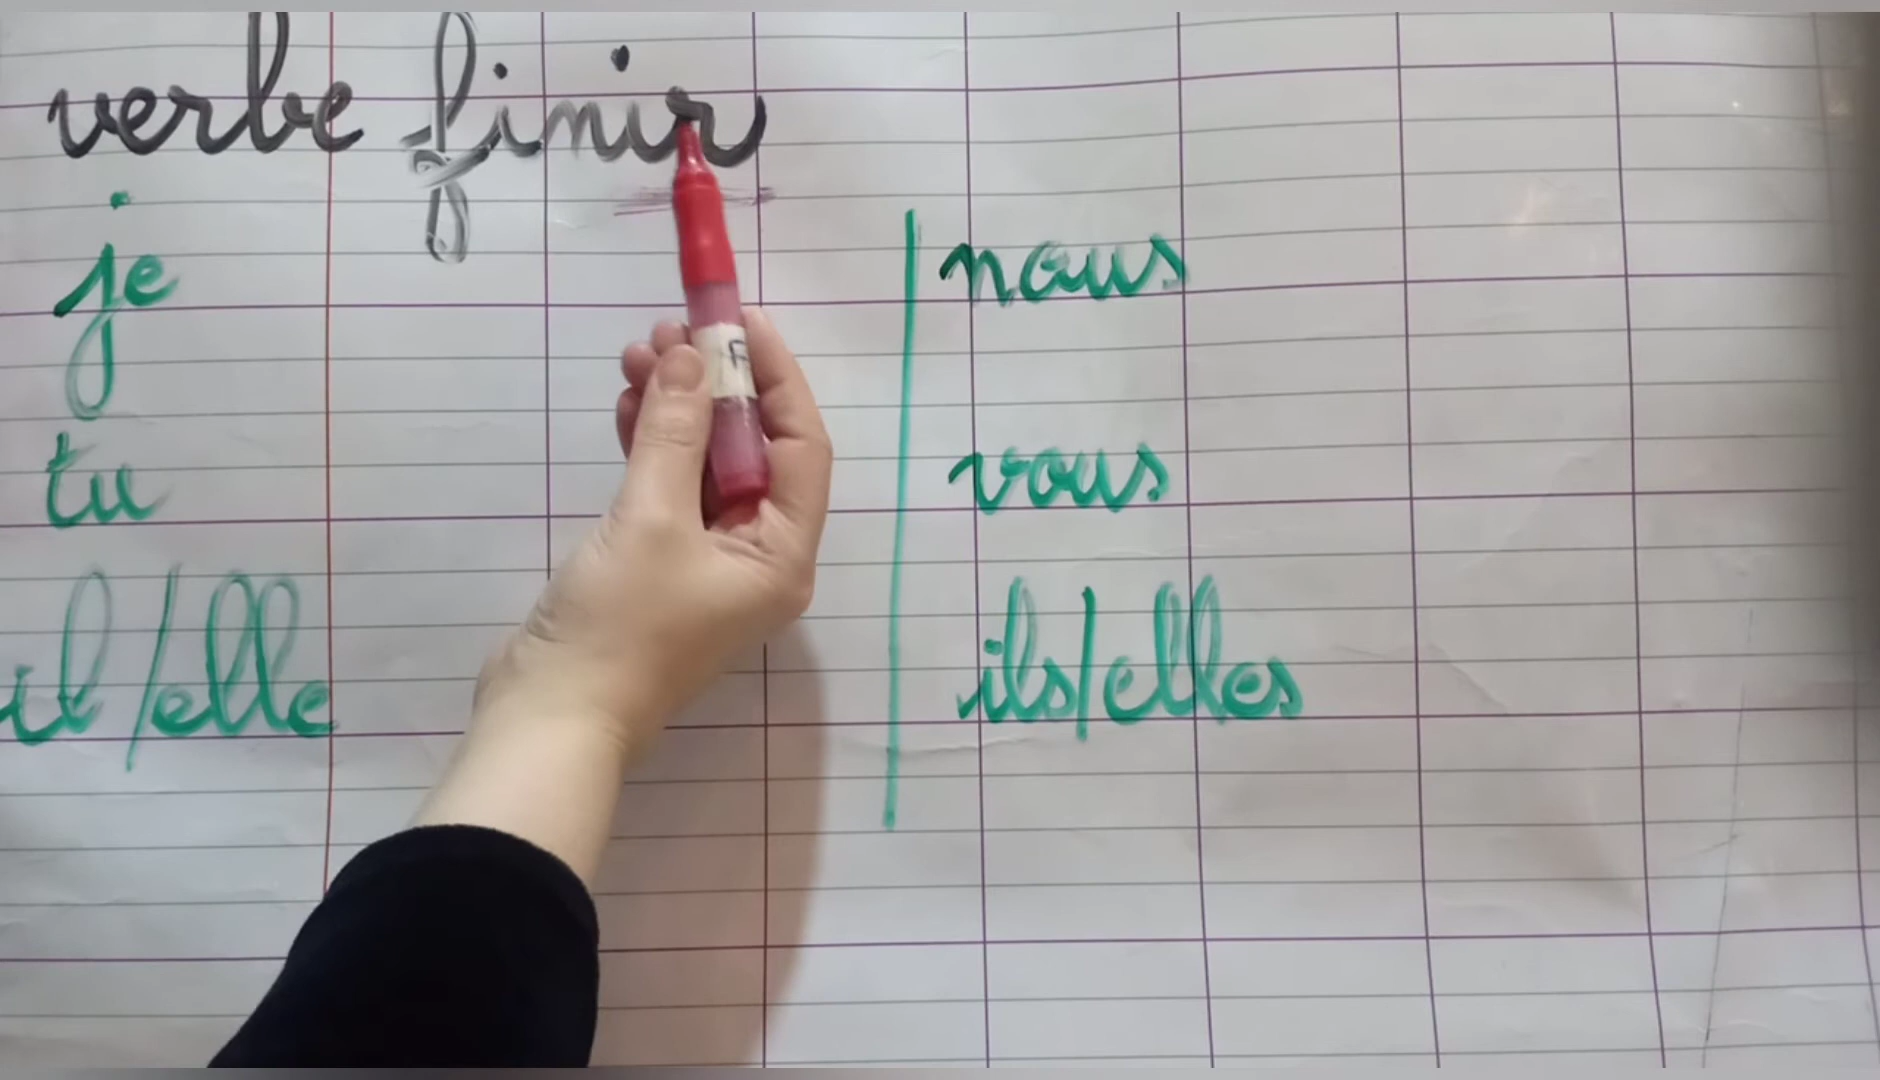 verbe finir
je
tu
il/elle
nous
vous
ils/elles